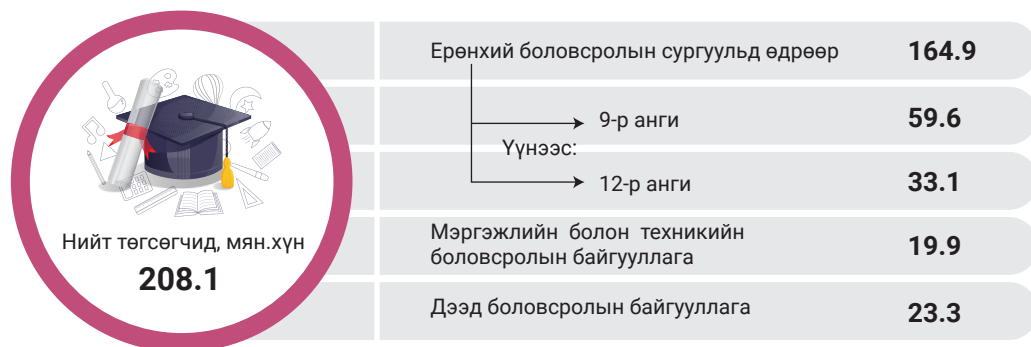 Нийт төгсөгчид, мян.хүн
208.1
Ерөнхий боловсролын сургуульд өдрөөр 164.9
9-р анги 59.6
Үүнээс:
12-р анги 33.1
Мэргэжлийн болон техникийн
боловсролын байгууллага 19.9
Дээд боловсролын байгууллага 23.3